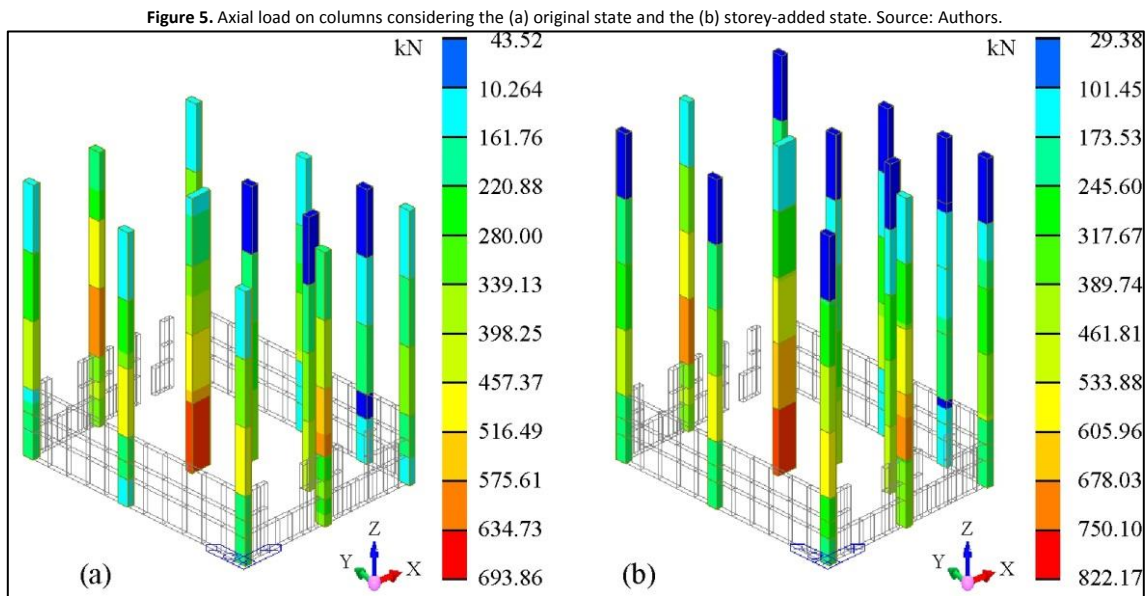 Figure 5. Axial load on columns considering the (a) original state and the (b) storey-added state. Source: Authors.
kN
43.52
10.264
161.76
220.88
280.00
339.13
398.25
457.37
516.49
575.61
634.73
693.86
Z
Y
X
(a)
kN
29.38
101.45
173.53
245.60
317.67
389.74
461.81
533.88
605.96
678.03
750.10
822.17
Z
Y
X
(b)